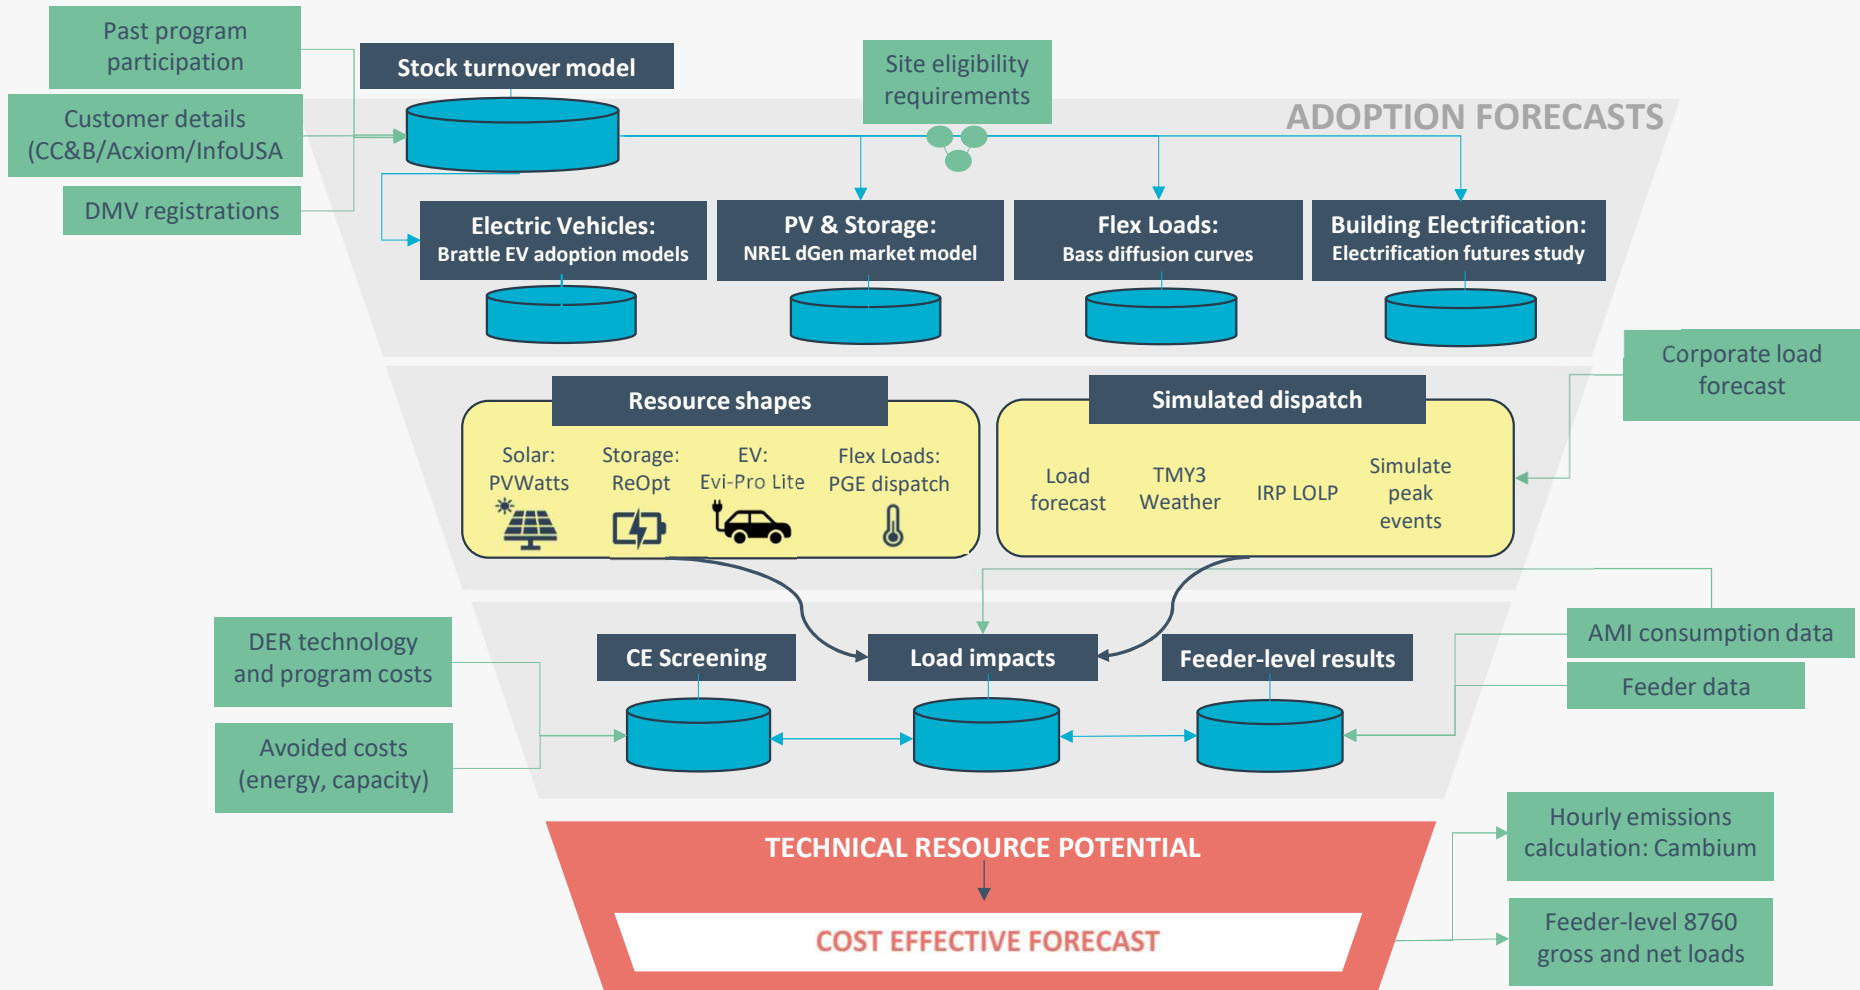 Past program
participation
Stock turnover model
Site eligibility
requirements
Customer details
(CC&B/Acxiom/InfoUSA
DMV registrations
ADOPTION FORECASTS
Electric Vehicles:
Brattle EV adoption models
PV & Storage:
NREL dGen market model
Flex Loads:
Bass diffusion curves
Building Electrification:
Electrification futures study
Corporate load
forecast
Resource shapes
Solar:
PVWatts
Storage:
ReOpt
EV:
Evi-Pro Lite
Flex Loads:
PGE dispatch
Simulated dispatch
Load
forecast
TMY3
Weather
IRP LOLP
Simulate
peak
events
DER technology
and program costs
Avoided costs
(energy, capacity)
CE Screening
Load impacts
Feeder-level results
AMI consumption data
Feeder data
TECHNICAL RESOURCE POTENTIAL
COST EFFECTIVE FORECAST
Hourly emissions
calculation: Cambium
Feeder-level 8760
gross and net loads